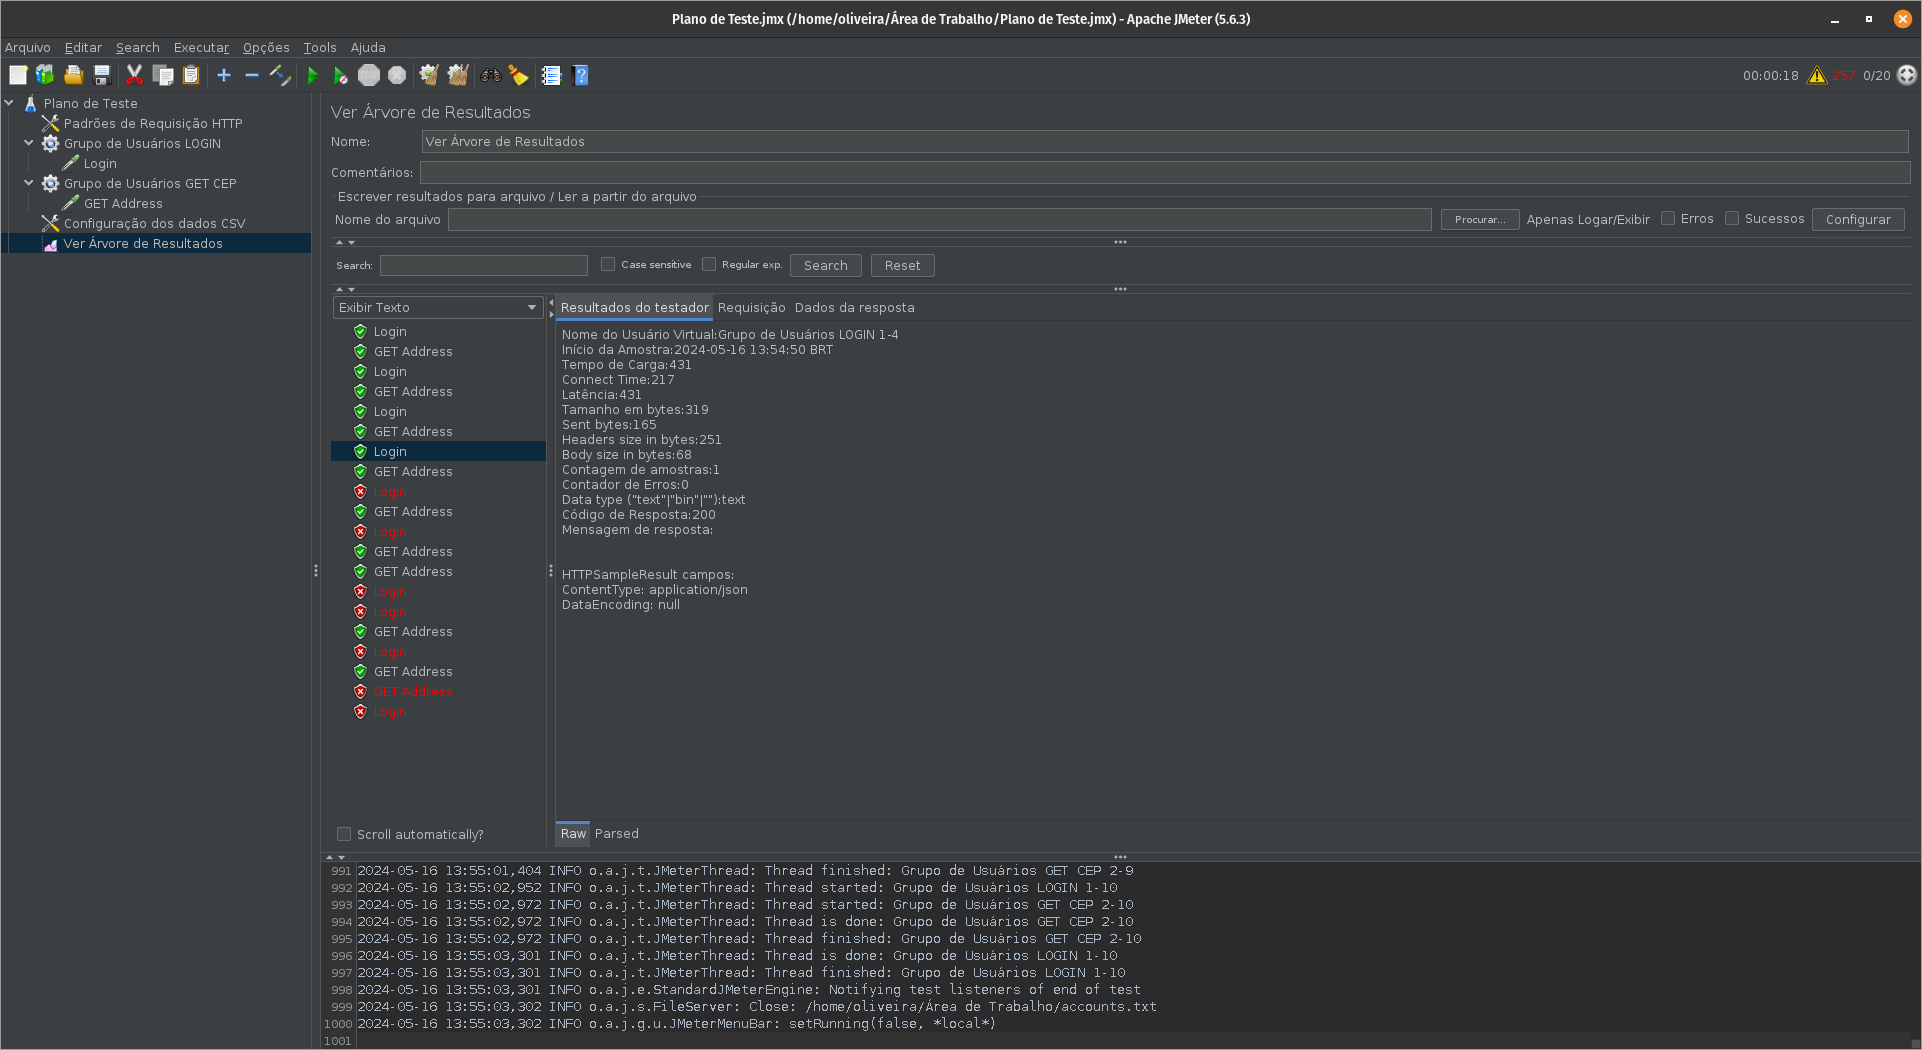 Plano de Teste.jmx (/home/oliveira/Área de Trabalho/Plano de Teste.jmx) - Apache JMeter (5.6.3)
Arquivo Editar Search Executar Opções Tools Ajuda
STOP
00:00:18 257 0/20
Plano de Teste
Padrões de Requisição HTTP
Grupo de Usuários LOGIN
Login
Grupo de Usuários GET CEP
GET Address
Configuração dos dados CSV
Ver Árvore de Resultados
Ver Árvore de Resultados
Nome: Ver Árvore de Resultados
Comentários:
Escrever resultados para arquivo / Ler a partir do arquivo
Nome do arquivo Procurar... Apenas Logar/Exibir Erros Sucessos Configurar
Search: Case sensitive Regular exp. Search Reset
Exibir Texto
Login
GET Address
Login
GET Address
Login
GET Address
Login
GET Address
Login
GET Address
Login
GET Address
GET Address
Login
Login
GET Address
Login
GET Address
GET Address
Login
Scroll automatically?
Resultados do testador Requisição Dados da resposta
Nome do Usuário Virtual:Grupo de Usuários LOGIN 1-4
Início da Amostra:2024-05-16 13:54:50 BRT
Tempo de Carga:431
Connect Time:217
Latência:431
Tamanho em bytes:319
Sent bytes:165
Headers size in bytes:251
Body size in bytes:68
Contagem de amostras:1
Contador de Erros:0
Data type ("text"|"bin"|""):text
Código de Resposta:200
Mensagem de resposta:
HTTPSampleResult campos:
ContentType: application/json
DataEncoding: null
Raw Parsed
991 2024-05-16 13:55:01,404 INFO o.a.j.t.JMeterThread: Thread finished: Grupo de Usuários GET CEP 2-9
992 2024-05-16 13:55:02,952 INFO o.a.j.t.JMeterThread: Thread started: Grupo de Usuários LOGIN 1-10
993 2024-05-16 13:55:02,972 INFO o.a.j.t.JMeterThread: Thread started: Grupo de Usuários GET CEP 2-10
994 2024-05-16 13:55:02,972 INFO o.a.j.t.JMeterThread: Thread is done: Grupo de Usuários GET CEP 2-10
995 2024-05-16 13:55:02,972 INFO o.a.j.t.JMeterThread: Thread finished: Grupo de Usuários GET CEP 2-10
996 2024-05-16 13:55:03,301 INFO o.a.j.t.JMeterThread: Thread is done: Grupo de Usuários LOGIN 1-10
997 2024-05-16 13:55:03,301 INFO o.a.j.t.JMeterThread: Thread finished: Grupo de Usuários LOGIN 1-10
998 2024-05-16 13:55:03,301 INFO o.a.j.e.StandardJMeterEngine: Notifying test listeners of end of test
999 2024-05-16 13:55:03,302 INFO o.a.j.s.FileServer: Close: /home/oliveira/Área de Trabalho/accounts.txt
1000 2024-05-16 13:55:03,302 INFO o.a.j.g.u.JMeterMenuBar: setRunning(false, *local*)
1001